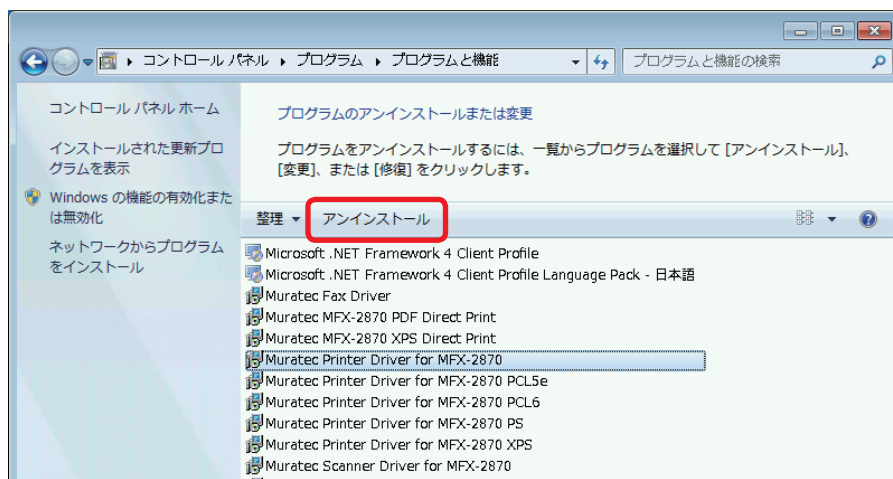 コントロール パネル ▸ プログラム ▸ プログラムと機能
プログラムと機能の検索
コントロール パネル ホーム
インストールされた更新プロ
グラムを表示
Windows の機能の有効化また
は無効化
ネットワークからプログラム
をインストール
プログラムのアンインストールまたは変更
プログラムをアンインストールするには、一覧からプログラムを選択して [アンインストール]、
[変更]、または [修復] をクリックします。
整理 アンインストール
Microsoft .NET Framework 4 Client Profile
Microsoft .NET Framework 4 Client Profile Language Pack - 日本語
Muratec Fax Driver
Muratec MFX-2870 PDF Direct Print
Muratec MFX-2870 XPS Direct Print
Muratec Printer Driver for MFX-2870
Muratec Printer Driver for MFX-2870 PCL5e
Muratec Printer Driver for MFX-2870 PCL6
Muratec Printer Driver for MFX-2870 PS
Muratec Printer Driver for MFX-2870 XPS
Muratec Scanner Driver for MFX-2870